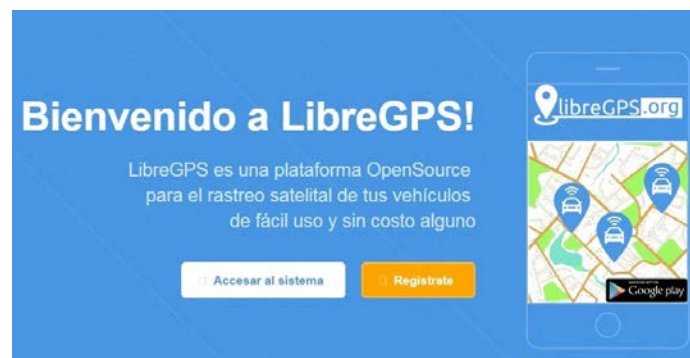 Bienvenido a LibreGPS!
LibreGPS es una plataforma OpenSource
para el rastreo satelital de tus vehículos
de fácil uso y sin costo alguno
Accesar al sistema
Registrate
libreGPS.org
Google play